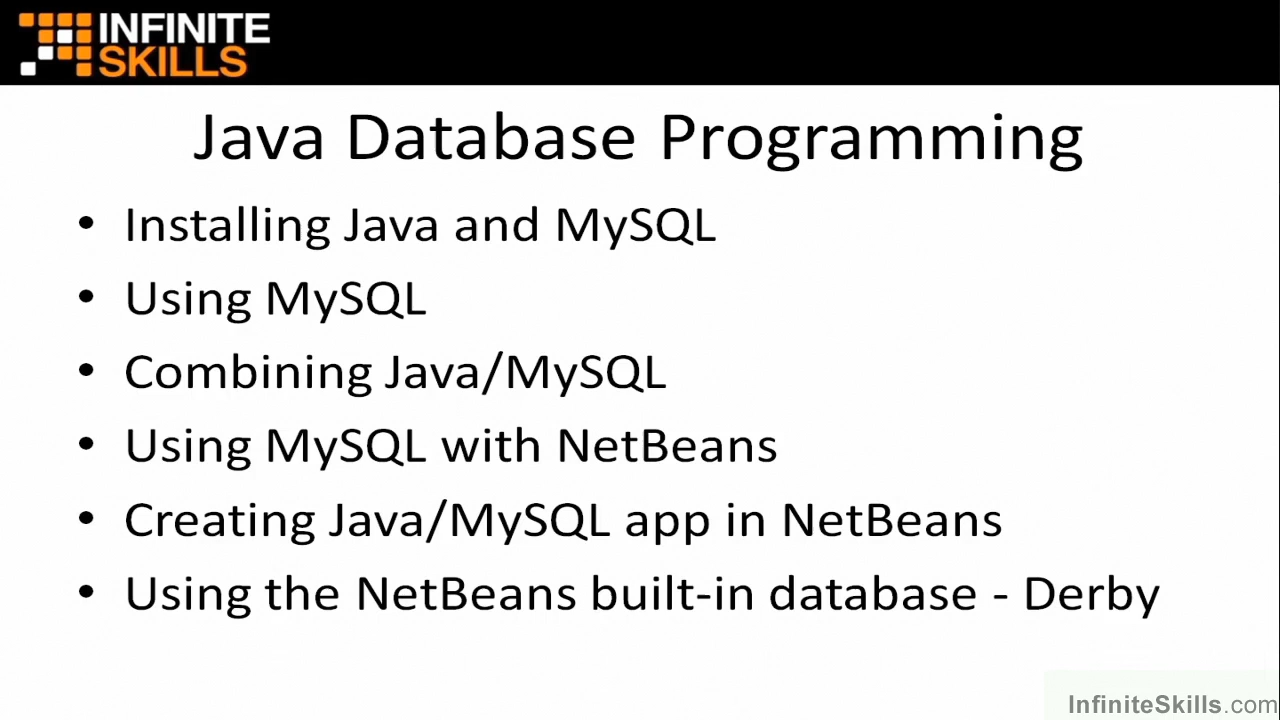 INFINITE
SKILLS
Java Database Programming
• Installing Java and MySQL
• Using MySQL
• Combining Java/MySQL
• Using MySQL with NetBeans
• Creating Java/MySQL app in NetBeans
• Using the NetBeans built-in database - Derby
InfiniteSkills.com